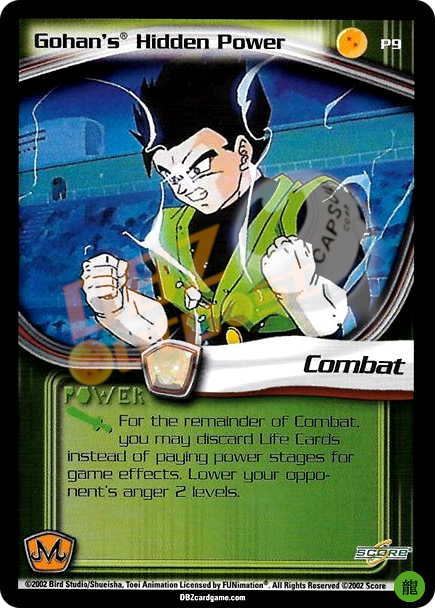 Gohan's® Hidden Power
P9
CAPSULE
CORP.
Combat
POWER
For the remainder of Combat,
you may discard Life Cards
instead of paying power stages for
game effects. Lower your oppo-
nent's anger 2 levels.
M
SCORE
龍
©2002 Bird Studio/Shueisha, Toei Animation Licensed by FUNimation®. All Rights Reserved ©2002 Score
DBZcardgame.com